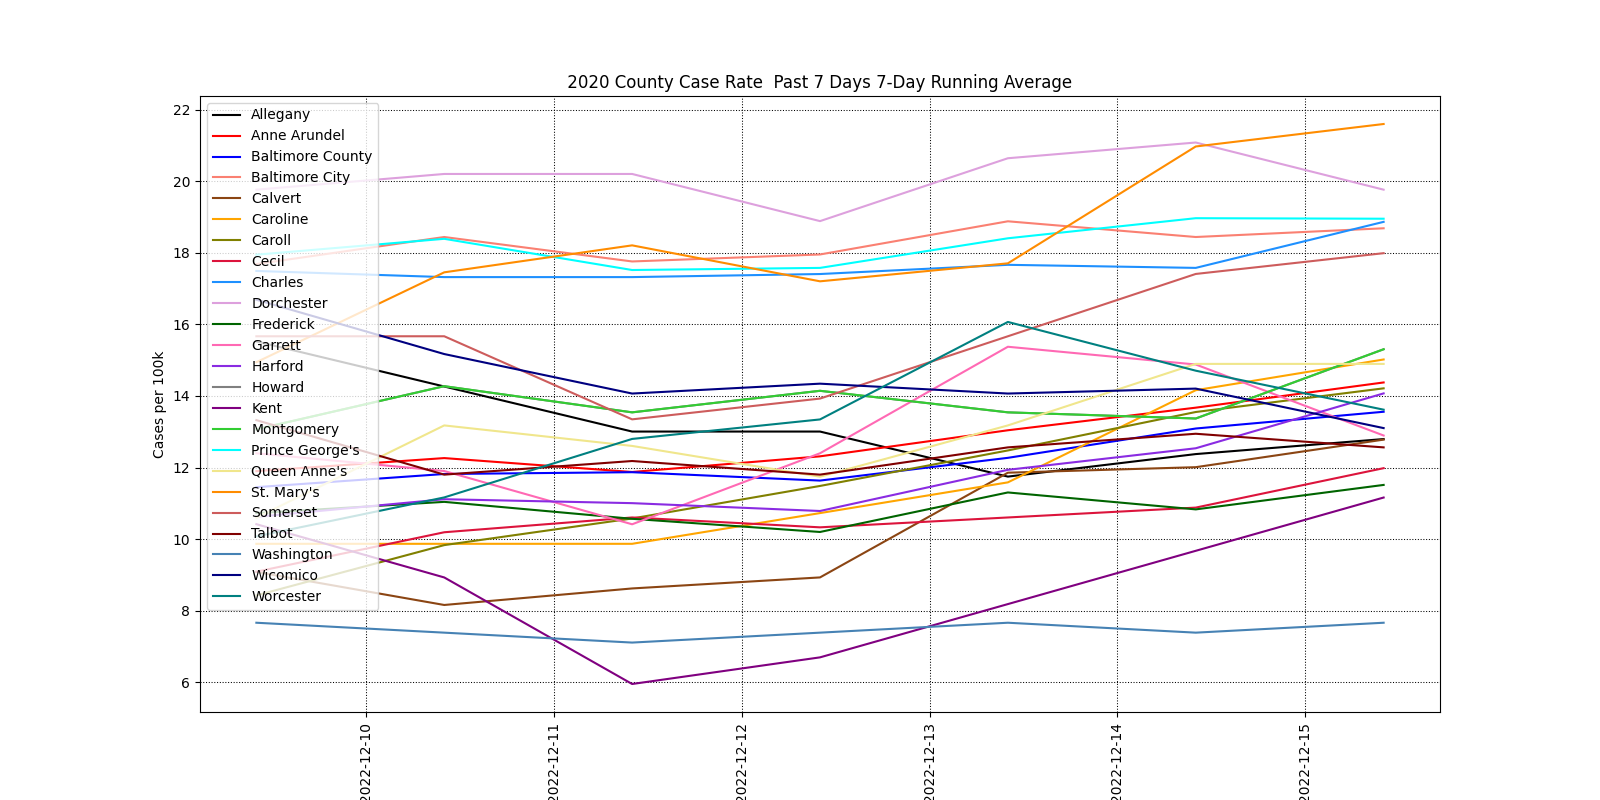 2020 County Case Rate  Past 7 Days 7-Day Running Average
Cases per 100k
22
20
18
16
14
12
10
8
6
Allegany
Anne Arundel
Baltimore County
Baltimore City
Calvert
Caroline
Caroll
Cecil
Charles
Dorchester
Frederick
Garrett
Harford
Howard
Kent
Montgomery
Prince George's
Queen Anne's
St. Mary's
Somerset
Talbot
Washington
Wicomico
Worcester
2022-12-10
2022-12-11
2022-12-12
2022-12-13
2022-12-14
2022-12-15